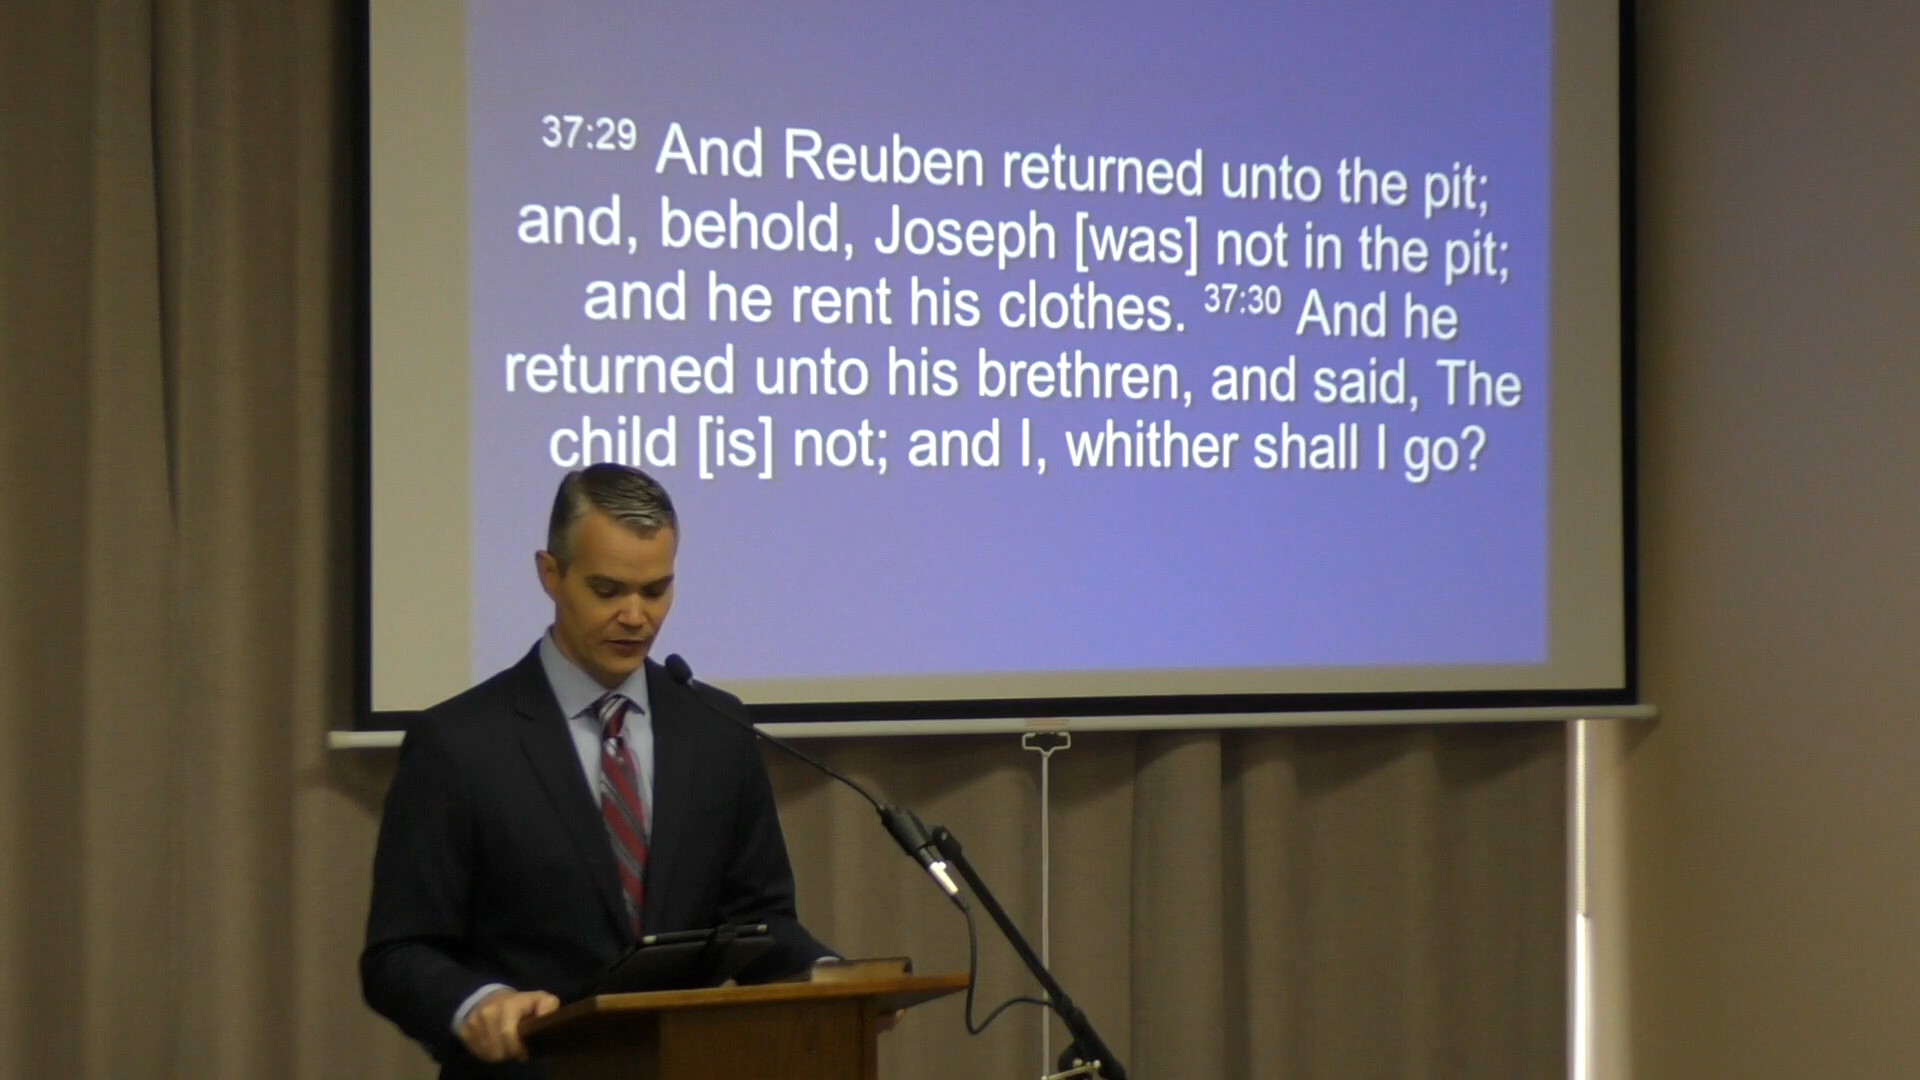 37:29 And Reuben returned unto the pit;
and, behold, Joseph [was] not in the pit;
and he rent his clothes. 37:30 And he
returned unto his brethren, and said, The
child [is] not; and I, whither shall I go?